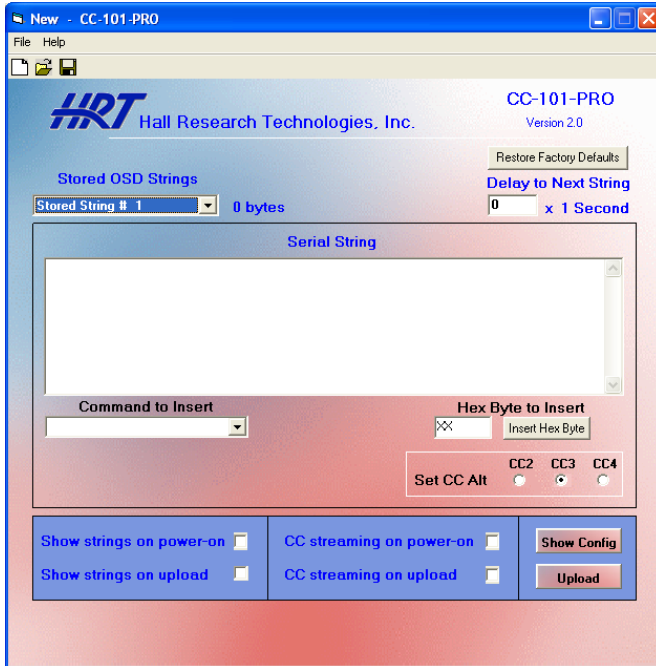 New - CC-101-PRO
File Help
HRT Hall Research Technologies, Inc.
CC-101-PRO
Version 2.0
Restore Factory Defaults
Stored OSD Strings
Delay to Next String
Stored String # 1
0 bytes
0
x 1 Second
Serial String
Command to Insert
Hex Byte to Insert
XX
Insert Hex Byte
Set CC Alt
CC2 CC3 CC4
Show strings on power-on
CC streaming on power-on
Show Config
Show strings on upload
CC streaming on upload
Upload